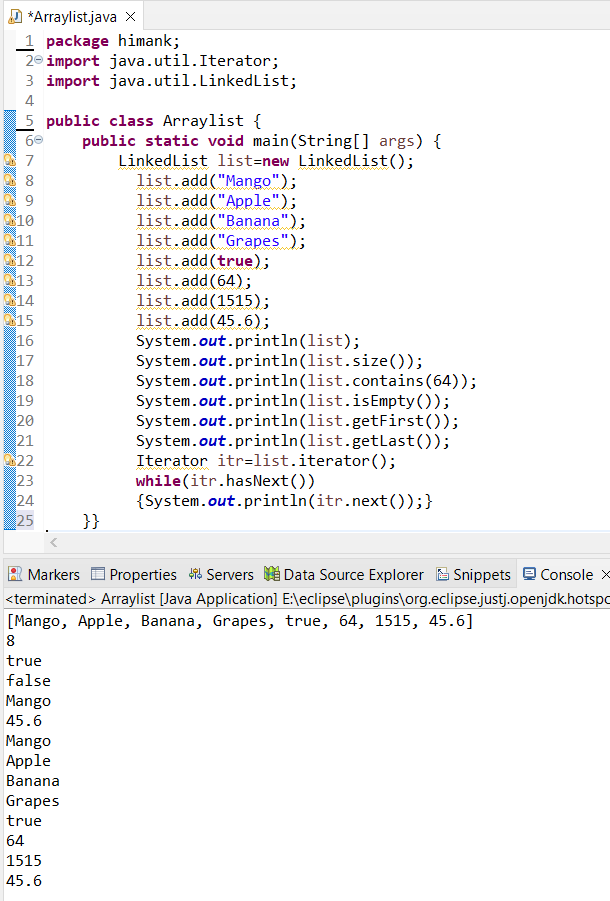 *Arraylist.java
1 package himank;
2 import java.util.Iterator;
3 import java.util.LinkedList;
4
5 public class Arraylist {
6 public static void main(String[] args) {
7 LinkedList list=new LinkedList();
8 list.add("Mango");
9 list.add("Apple");
10 list.add("Banana");
11 list.add("Grapes");
12 list.add(true);
13 list.add(64);
14 list.add(1515);
15 list.add(45.6);
16 System.out.println(list);
17 System.out.println(list.size());
18 System.out.println(list.contains(64));
19 System.out.println(list.isEmpty());
20 System.out.println(list.getFirst());
21 System.out.println(list.getLast());
22 Iterator itr=list.iterator();
23 while(itr.hasNext())
24 {System.out.println(itr.next());}
25 }}
Markers Properties Servers Data Source Explorer Snippets Console
<terminated> Arraylist [Java Application] E:\eclipse\plugins\org.eclipse.justj.openjdk.hotspo
[Mango, Apple, Banana, Grapes, true, 64, 1515, 45.6]
8
true
false
Mango
45.6
Mango
Apple
Banana
Grapes
true
64
1515
45.6